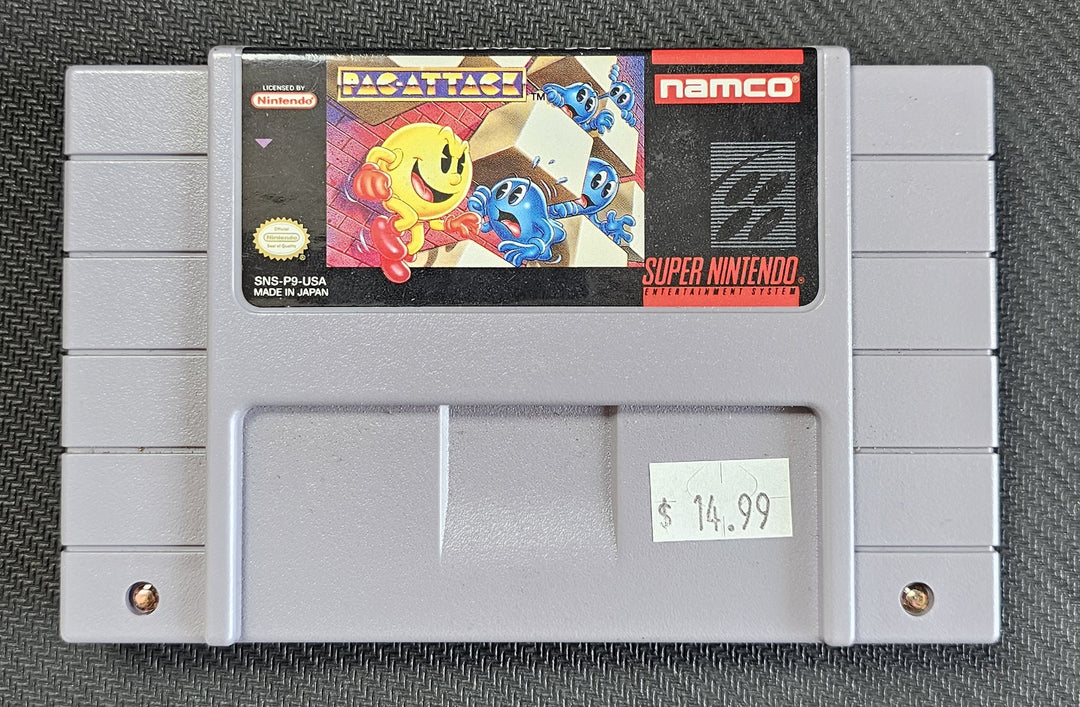 LICENSED BY
Nintendo®
PAC-ATTACK
TM
namco®
Official
Nintendo
Seal of Quality
SNS-P9-USA
MADE IN JAPAN
SUPER NINTENDO®
ENTERTAINMENT SYSTEM
$ 14.99